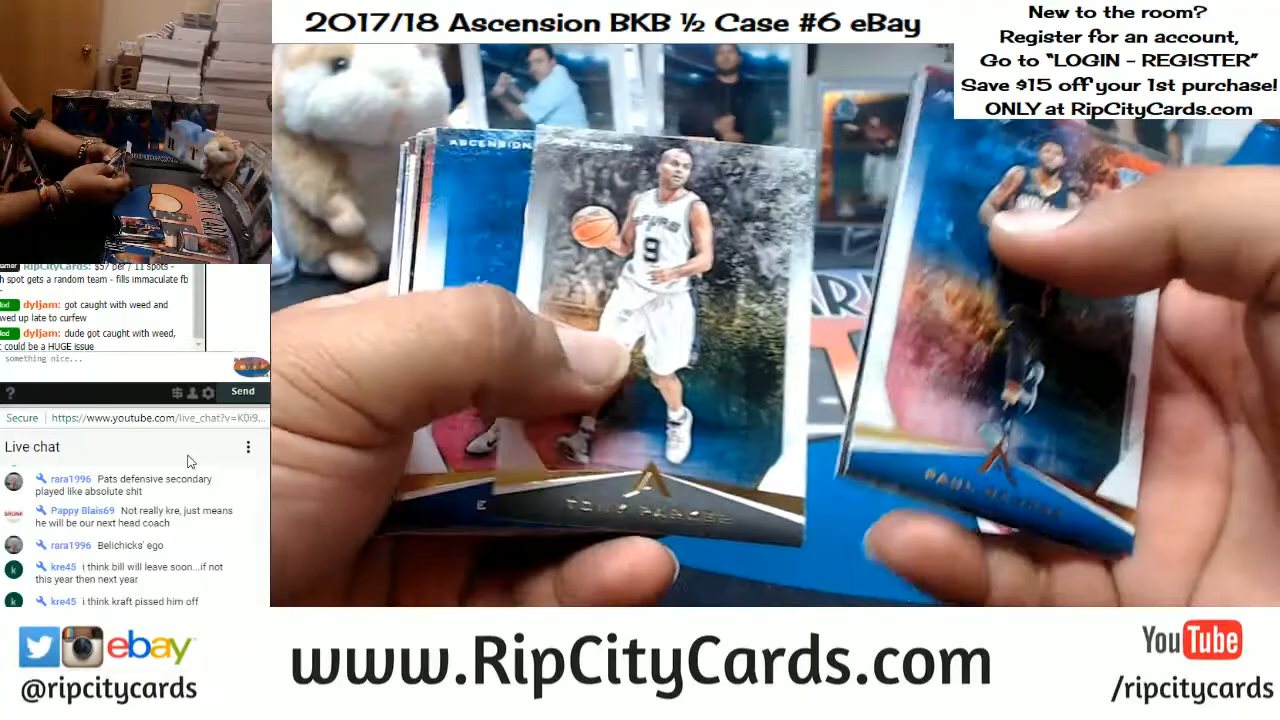 2017/18 Ascension BKB ½ Case #6 eBay
New to the room?
Register for an account,
Go to “LOGIN - REGISTER”
Save $15 off your 1st purchase!
ONLY at RipCityCards.com
ASCENSION
SPURS
9
TONY PARKER
PAUL
RipCityCards: $57 per / 11 spots -
h spot gets a random team - fills immaculate fb
dyljam: got caught with weed and
wed up late to curfew
dyljam: dude got caught with weed,
t could be a HUGE issue
something nice...
?
Send
Secure
https://www.youtube.com/live_chat?v=K0i9...
Live chat
rara1996 Pats defensive secondary
played like absolute shit
Pappy Blais69 Not really kre, just means
he will be our next head coach
rara1996 Belichicks' ego
k
kre45 i think bill will leave soon...if not
this year then next year
k
kre45 i think kraft pissed him off
ebay
@ripcitycards
www.RipCityCards.com
YouTube
/ripcitycards